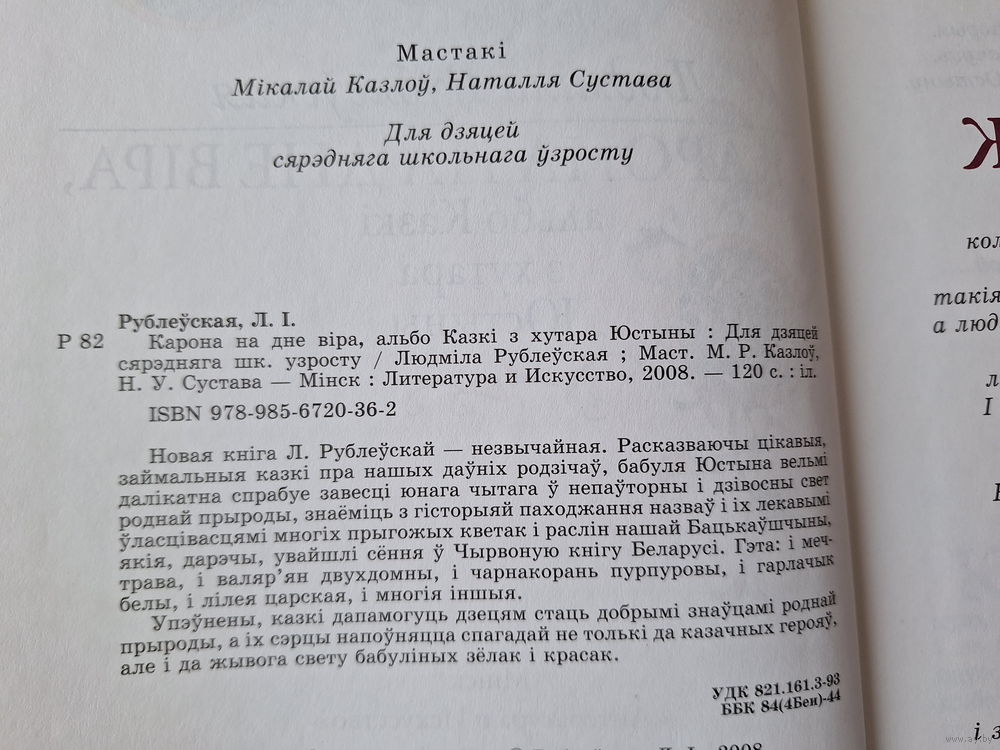 Мастакі
Мікалай Казлоў, Наталля Сустава
Для дзяцей
сярэдняга школьнага ўзросту
Рублеўская, Л. І.
Р 82
Карона на дне віра, альбо Казкі з хутара Юстыны : Для дзяцей
сярэдняга шк. узросту / Людміла Рублеўская ; Маст. М. Р. Казлоў,
Н. У. Сустава — Мінск : Литература и Искусство, 2008. — 120 с. : іл.
ISBN 978-985-6720-36-2
Новая кніга Л. Рублеўскай — незвычайная. Расказваючы цікавыя,
займальныя казкі пра нашых даўніх родзічаў, бабуля Юстына вельмі
далікатна спрабуе завесці юнага чытага ў непаўторны і дзівосны свет
роднай прыроды, знаёміць з гісторыяй паходжання назваў і іх лекавымі
ўласцівасцямі многіх прыгожых кветак і раслін нашай Бацькаўшчыны,
якія, дарэчы, увайшлі сёння ў Чырвоную кнігу Беларусі. Гэта: і меч-
трава, і валяр’ян двухдомны, і чарнакорань пурпуровы, і гарлачык
белы, і лілея царская, і многія іншыя.
Упэўнены, казкі дапамогуць дзецям стаць добрымі знаўцамі роднай
прыроды, а іх сэрцы напоўняцца спагадай не толькі да казачных герояў,
але і да жывога свету бабуліных зёлак і красак.
УДК 821.161.3-93
ББК 84(4Беи)-44
Ж
кол
такія
а люд
л
І
і з